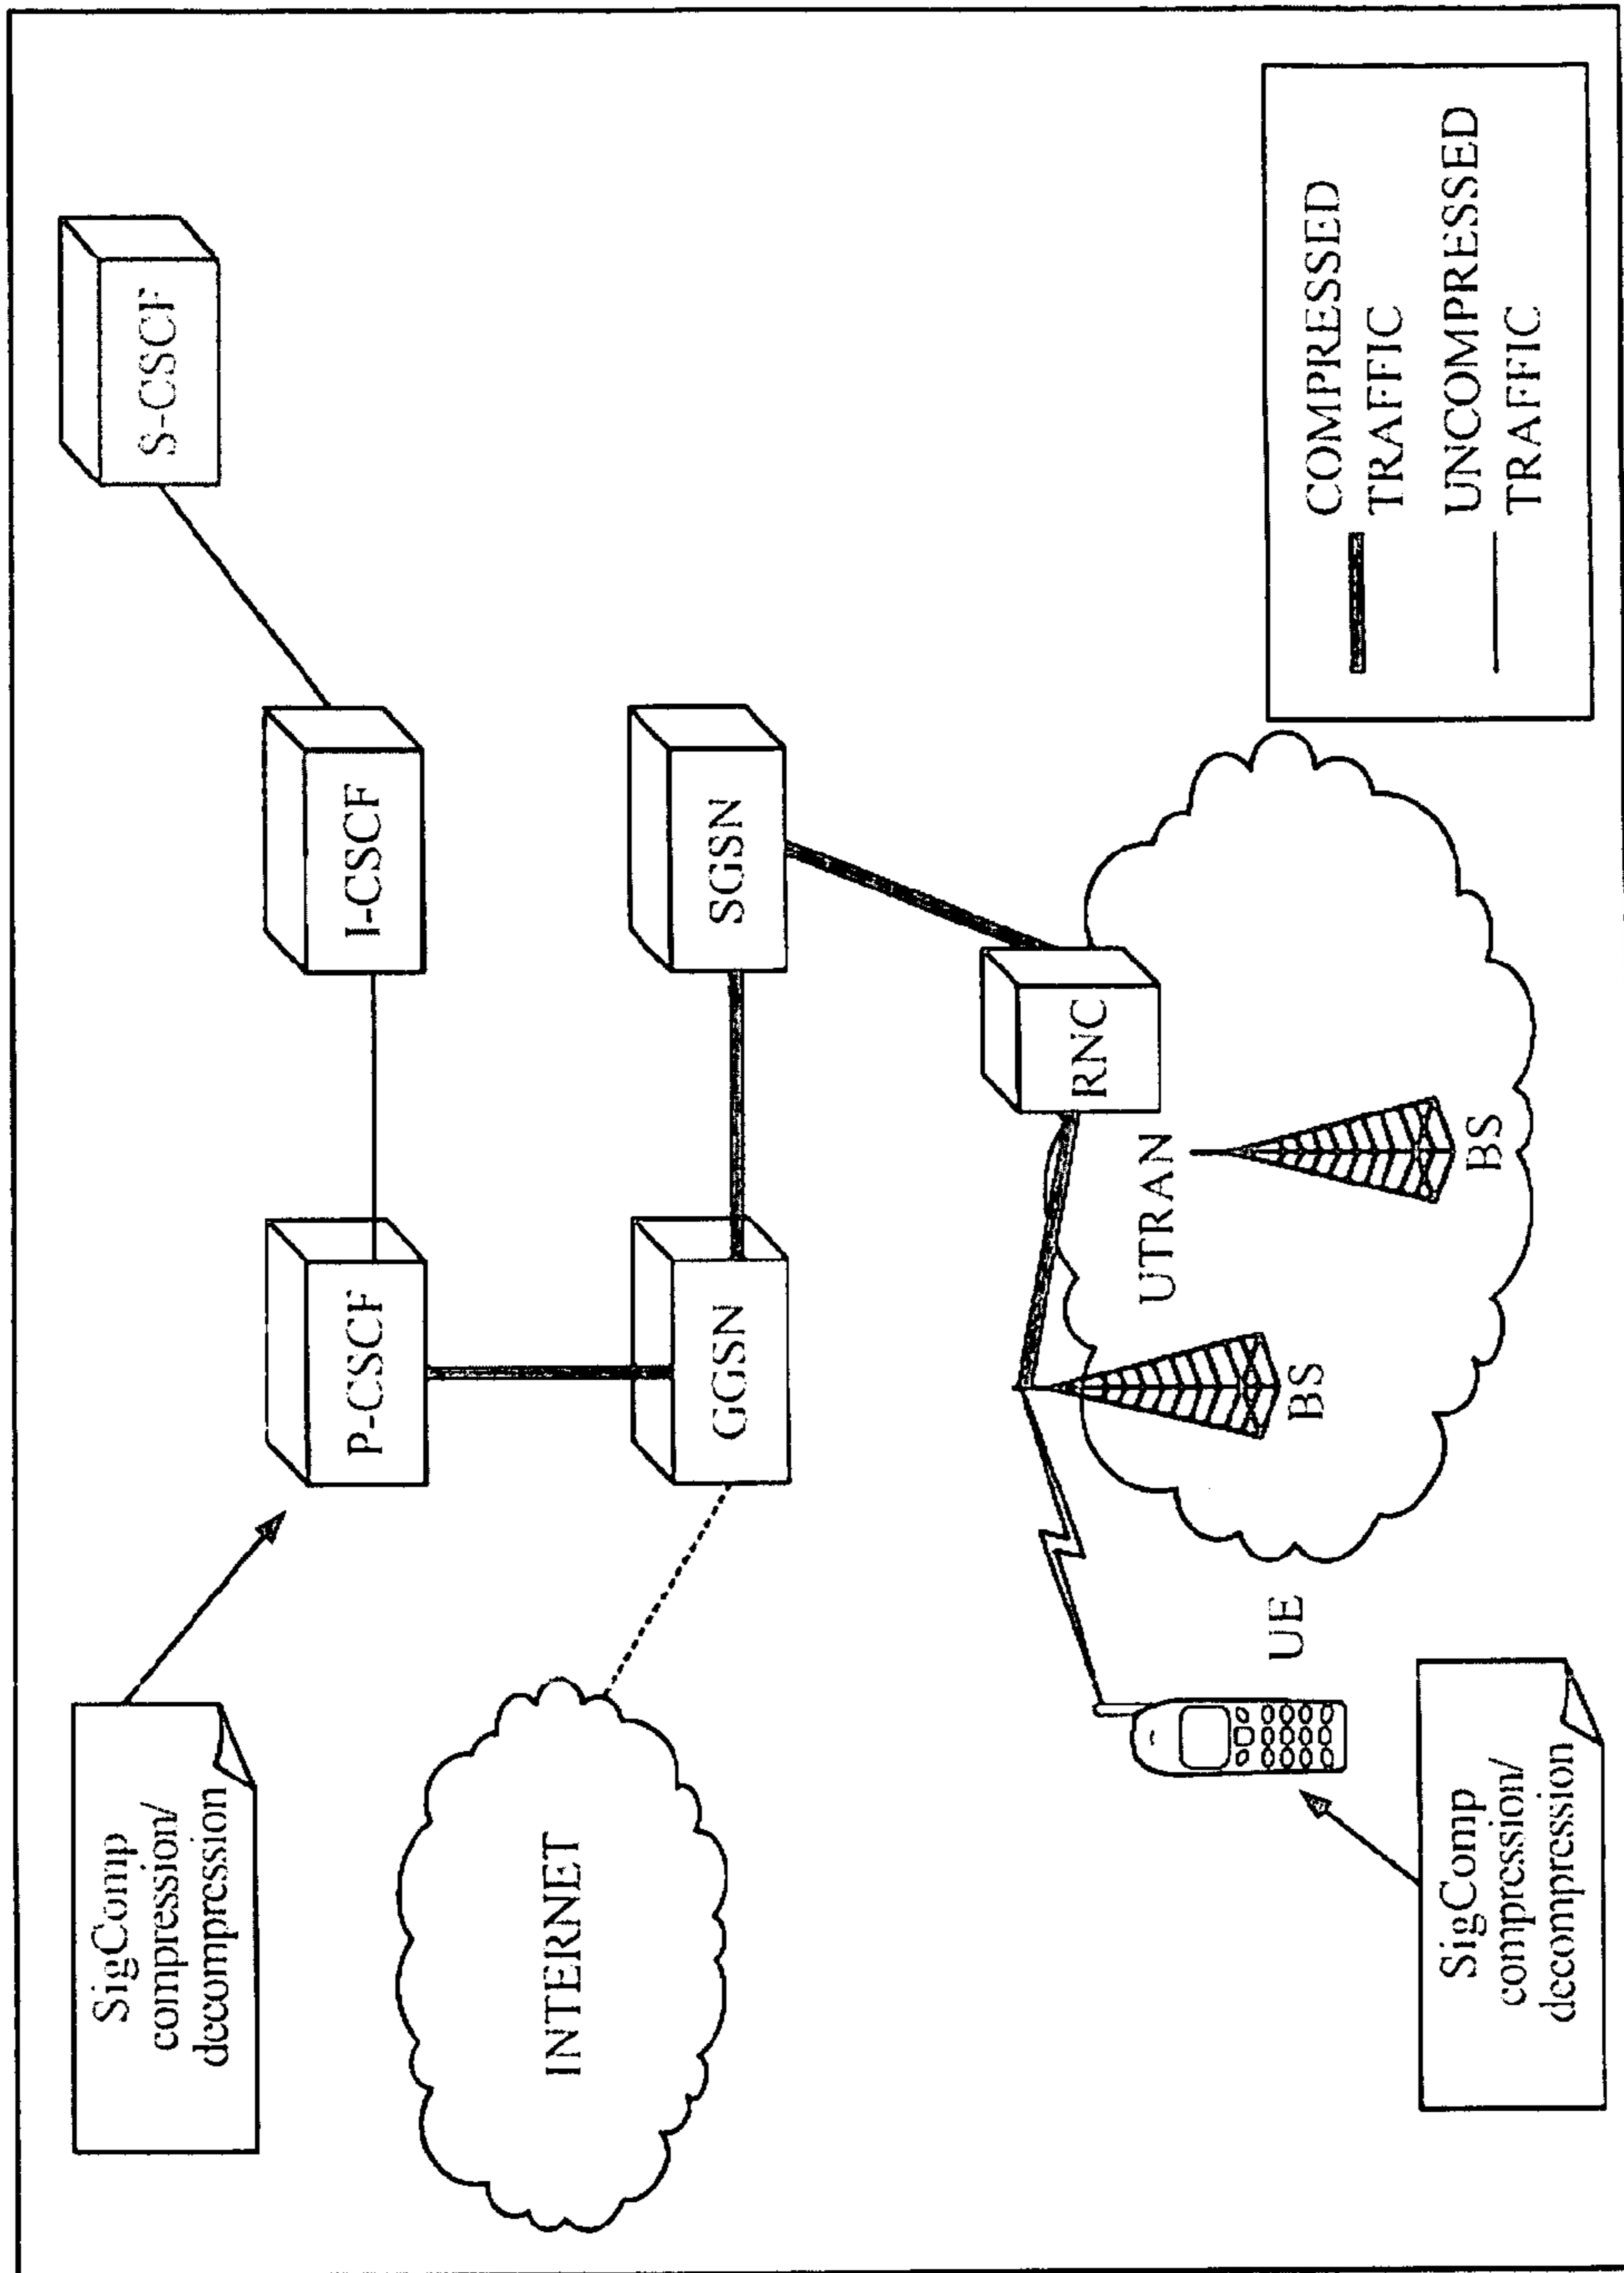 SigComp
compression/
decompression
P-CSCF
I-CSCF
S-CSCF
INTERNET
GGSN
SGSN
RNC
UTRAN
BS
BS
UE
SigComp
compression/
decompression
COMPRESSED
TRAFFIC
UNCOMPRESSED
TRAFFIC